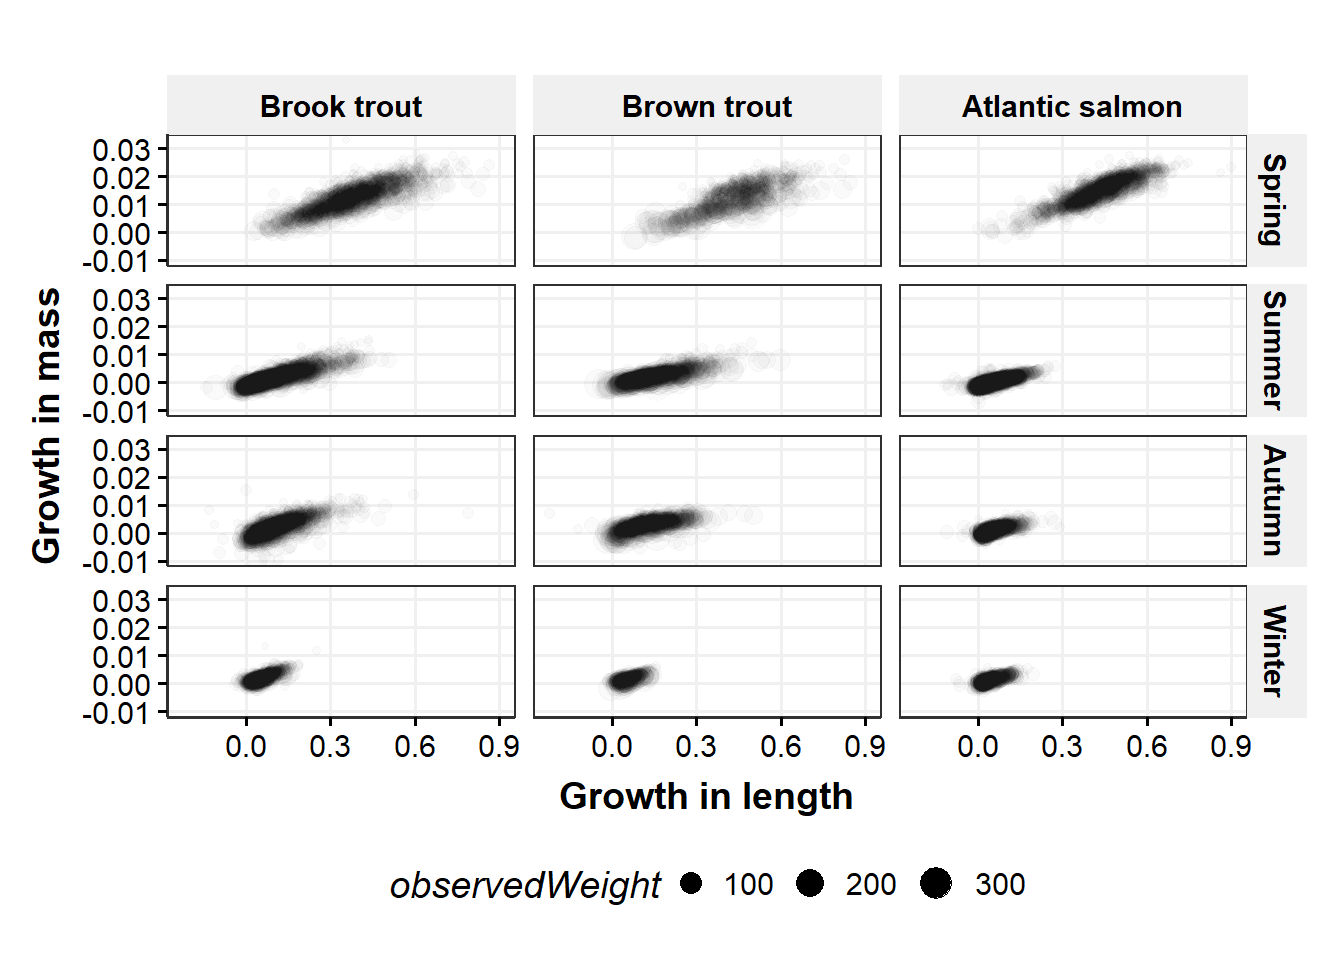 Brook trout Brown trout Atlantic salmon
0.03
0.02
0.01
0.00
-0.01
Spring
0.03
0.02
0.01
0.00
-0.01
Summer
Growth in mass
0.03
0.02
0.01
0.00
-0.01
Autumn
0.03
0.02
0.01
0.00
-0.01
Winter
0.0 0.3 0.6 0.9 0.0 0.3 0.6 0.9 0.0 0.3 0.6 0.9
Growth in length
observedWeight 100 200 300